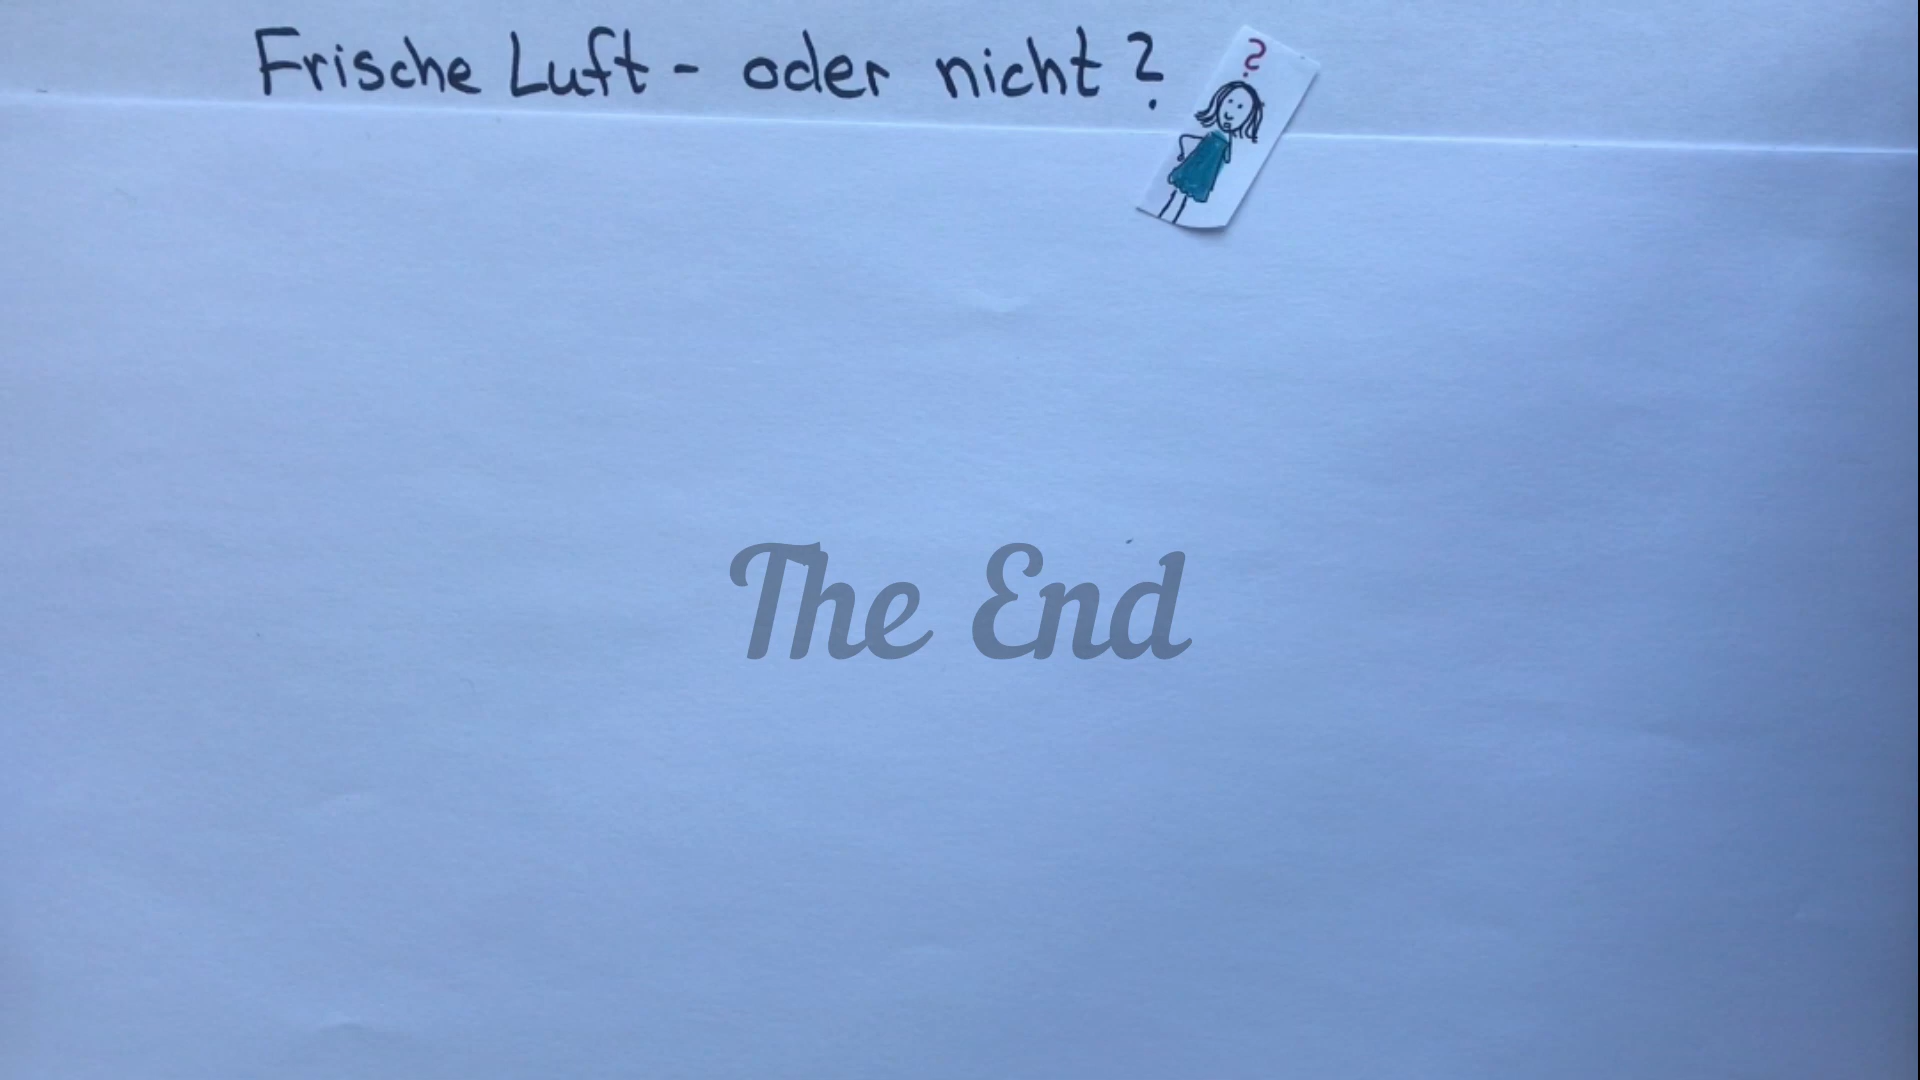 Frische Luft - oder nicht?
?
The End